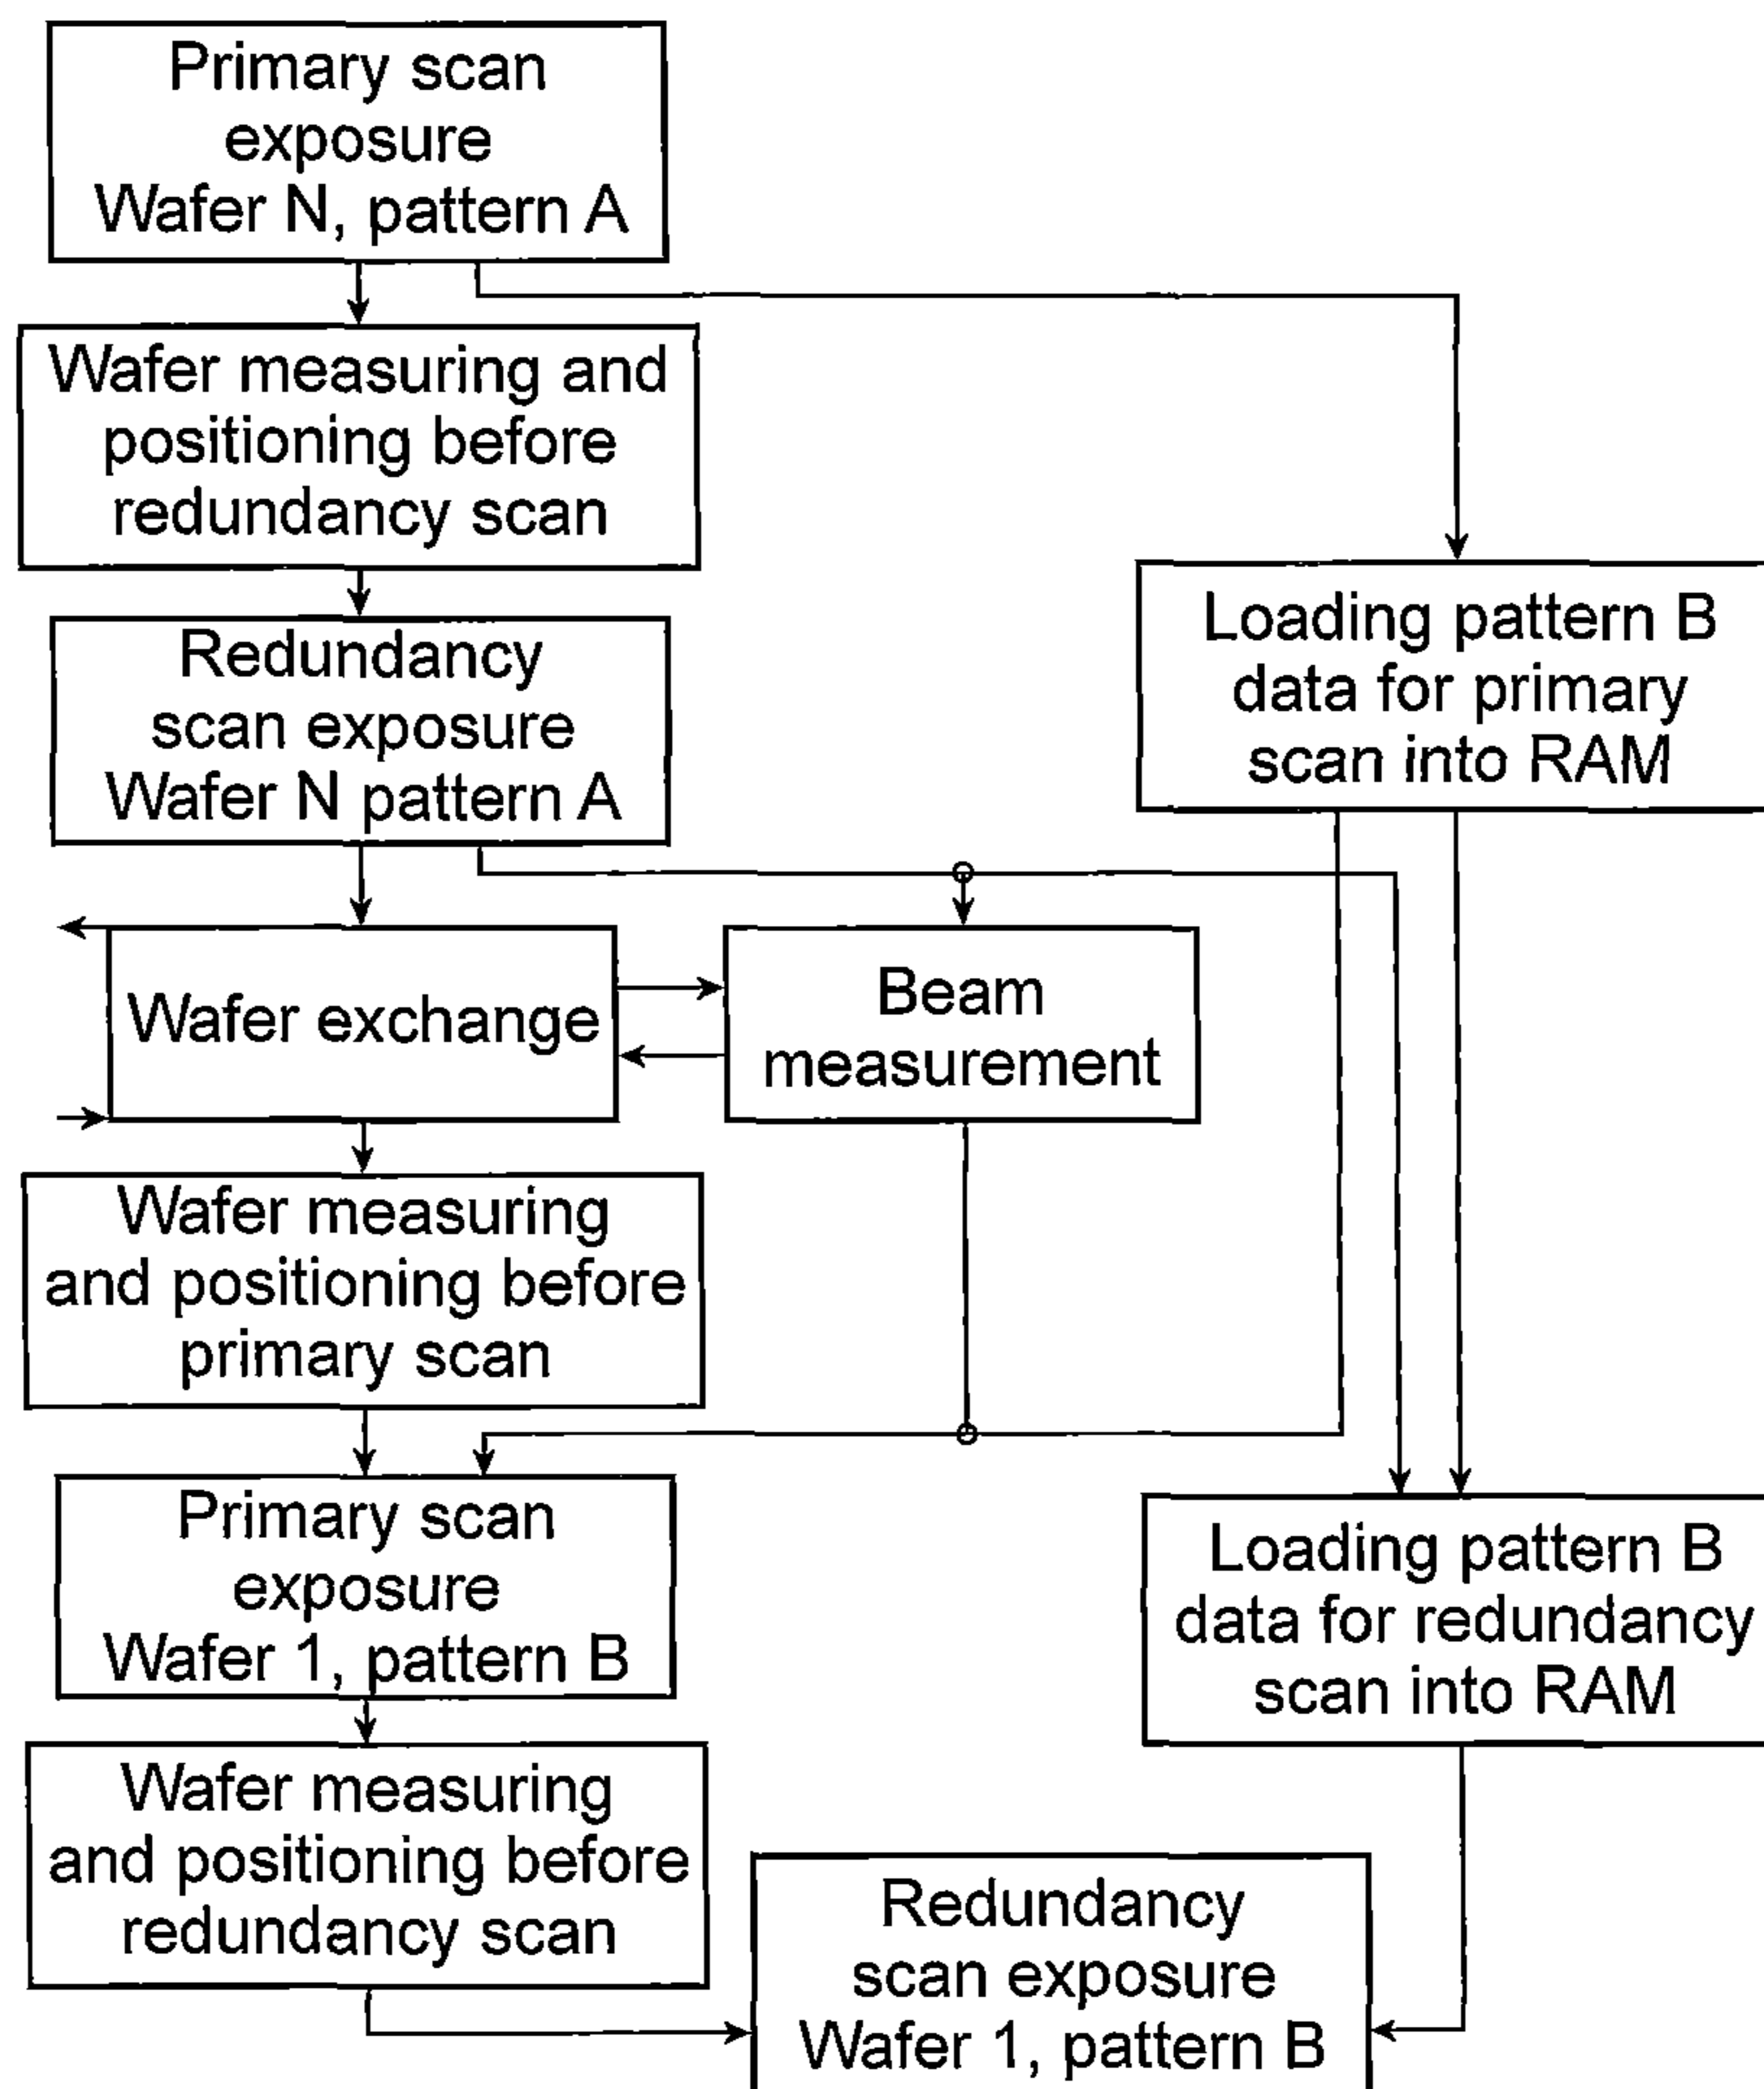 Primary scan
exposure
Wafer N, pattern A
Wafer measuring and
positioning before
redundancy scan
Redundancy
scan exposure
Wafer N pattern A
Loading pattern B
data for primary
scan into RAM
Wafer exchange
Beam
measurement
Wafer measuring
and positioning before
primary scan
Primary scan
exposure
Wafer 1, pattern B
Loading pattern B
data for redundancy
scan into RAM
Wafer measuring
and positioning before
redundancy scan
Redundancy
scan exposure
Wafer 1, pattern B